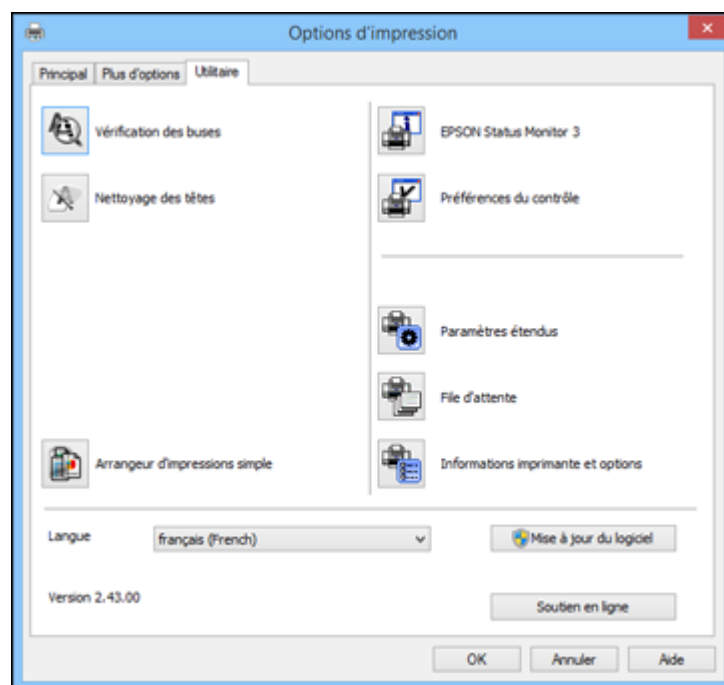 Options d'impression
Principal Plus d'options Utilitaire
Vérification des buses
EPSON Status Monitor 3
Nettoyage des têtes
Préférences du contrôle
Paramètres étendus
File d'attente
Arrangeur d'impressions simple
Informations imprimante et options
Langue français (French) Mise à jour du logiciel
Version 2.43.00
Soutien en ligne
OK Annuler Aide